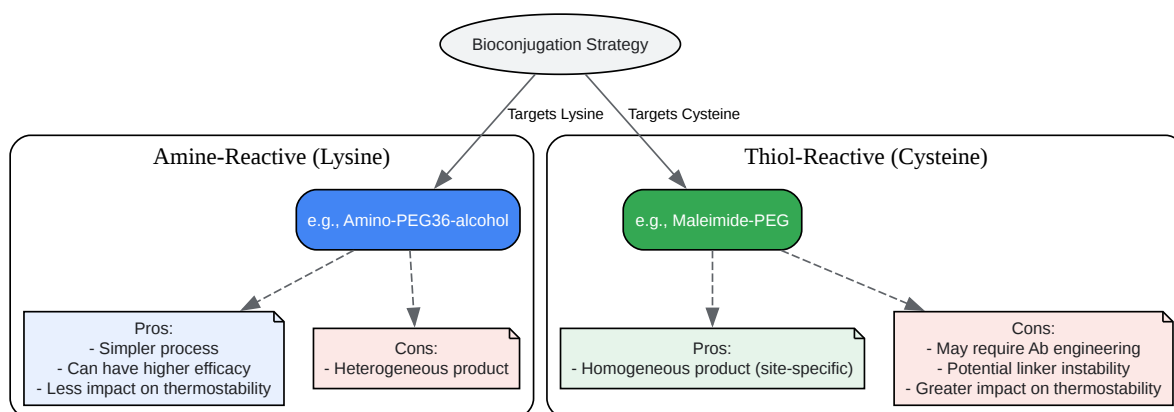 Bioconjugation Strategy
Targets Lysine
Targets Cysteine
Amine-Reactive (Lysine)
e.g., Amino-PEG36-alcohol
Pros:
- Simpler process
- Can have higher efficacy
- Less impact on thermostability
Cons:
- Heterogeneous product
Thiol-Reactive (Cysteine)
e.g., Maleimide-PEG
Pros:
- Homogeneous product (site-specific)
Cons:
- May require Ab engineering
- Potential linker instability
- Greater impact on thermostability